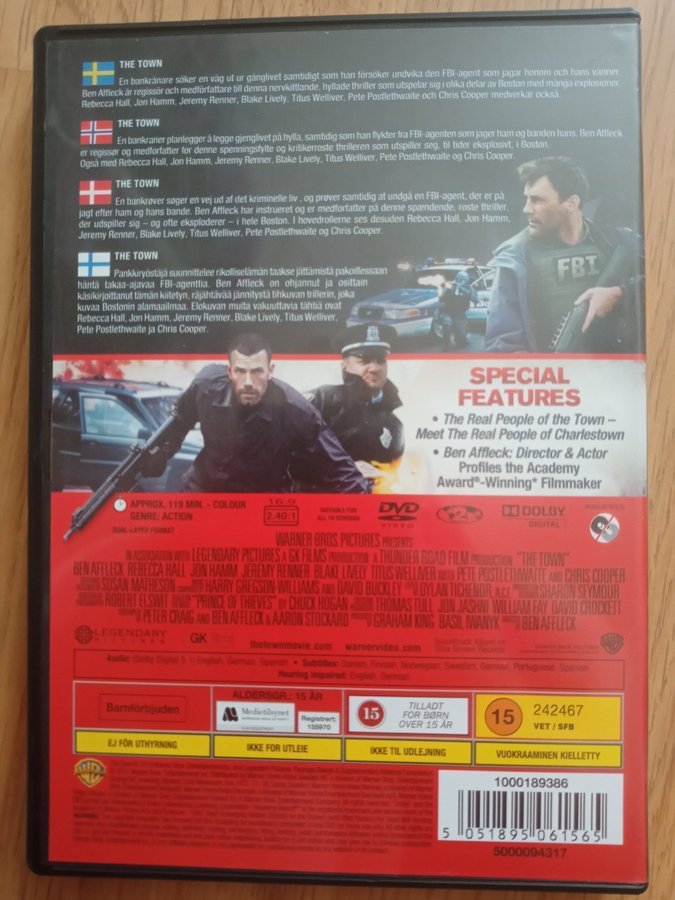 THE TOWN
En bankrånare söker en väg ut ur gänglivet samtidigt som han försöker undvika den FBI-agent som jagar honom och hans vänner.
Ben Affleck är regissör och medförfattare till denna nervkittlande, hyllade thriller som utspelar sig i olika delar av Boston med många explosioner.
Rebecca Hall, Jon Hamm, Jeremy Renner, Blake Lively, Titus Welliver, Pete Postlethwaite och Chris Cooper medverkar också.
THE TOWN
En bankraner planlegger å legge gjenglivet på hylla, samtidig som han flykter fra FBI-agenten som jager ham og banden hans. Ben Affleck
er regissør og medforfatter for denne spenningsfylte og kritikerroste thrilleren som utspiller seg, til tider eksplosivt, i Boston.
Også med Rebecca Hall, Jon Hamm, Jeremy Renner, Blake Lively, Titus Welliver, Pete Postlethwaite og Chris Cooper.
THE TOWN
En bankrøver søger en vej ud af det kriminelle liv , og prøver samtidig at undgå en FBI-agent, der er på
jagt efter ham og hans bande. Ben Affleck har instrueret og er medforfatter på denne spændende, roste thriller,
der udspiller sig – og ofte eksploderer – i hele Boston. I hovedrollerne ses desuden Rebecca Hall, Jon Hamm,
Jeremy Renner, Blake Lively, Titus Welliver, Pete Postlethwaite og Chris Cooper.
THE TOWN
Pankkiryöstäjä suunnittelee rikolliselämän taakse jättämistä pakoillessaan
häntä takaa-ajavaa FBI-agenttia. Ben Affleck on ohjannut ja osittain
käsikirjoittanut tämän kiitetyn, räjähtävää jännitystä tihkuvan trillerin, joka
kuvaa Bostonin alamaailmaa. Elokuvan muita vakuuttavia tähtiä ovat
Rebecca Hall, Jon Hamm, Jeremy Renner, Blake Lively, Titus Welliver,
Pete Postlethwaite ja Chris Cooper.
FBI
SPECIAL
FEATURES
• The Real People of the Town –
Meet The Real People of Charlestown
• Ben Affleck: Director & Actor
Profiles the Academy
Award®-Winning* Filmmaker
APPROX. 119 MIN. - COLOUR
GENRE: ACTION
DUAL-LAYER FORMAT
16:9
2.40:1
SUITABLE FOR
ALL TV SCREENS
DVD
VIDEO
DOLBY
DIGITAL
WARNER BROS. PICTURES PRESENTS
IN ASSOCIATION WITH LEGENDARY PICTURES A GK FILMS PRODUCTION A THUNDER ROAD FILM PRODUCTION "THE TOWN"
BEN AFFLECK REBECCA HALL JON HAMM JEREMY RENNER BLAKE LIVELY TITUS WELLIVER WITH PETE POSTLETHWAITE AND CHRIS COOPER
SUSAN MATHESON HARRY GREGSON-WILLIAMS AND DAVID BUCKLEY DYLAN TICHENOR, A.C.E. SHARON SEYMOUR
ROBERT ELSWIT "PRINCE OF THIEVES" BY CHUCK HOGAN THOMAS TULL JON JASHNI WILLIAM FAY DAVID CROCKETT
PETER CRAIG AND BEN AFFLECK & AARON STOCKARD GRAHAM KING BASIL IWANYK BEN AFFLECK
LEGENDARY
PICTURES
GK films
thetownmovie.com warnervideo.com
Soundtrack Album on
Silva Screen Records
Audio: (Dolby Digital 5.1) English, German, Spanish • Subtitles: Danish, Finnish, Norwegian, Swedish, German, Portuguese, Spanish
Hearing Impaired: English, German
Barnförbjuden
ALDERSGR.: 15 ÅR
Medietilsynet
Registrert:
155970
15
TILLADT
FOR BØRN
OVER 15 ÅR
15
242467
VET / SFB
EJ FÖR UTHYRNING
IKKE FOR UTLEIE
IKKE TIL UDLEJNING
VUOKRAAMINEN KIELLETTY
WB
1000189386
5 051895 061565
5000094317